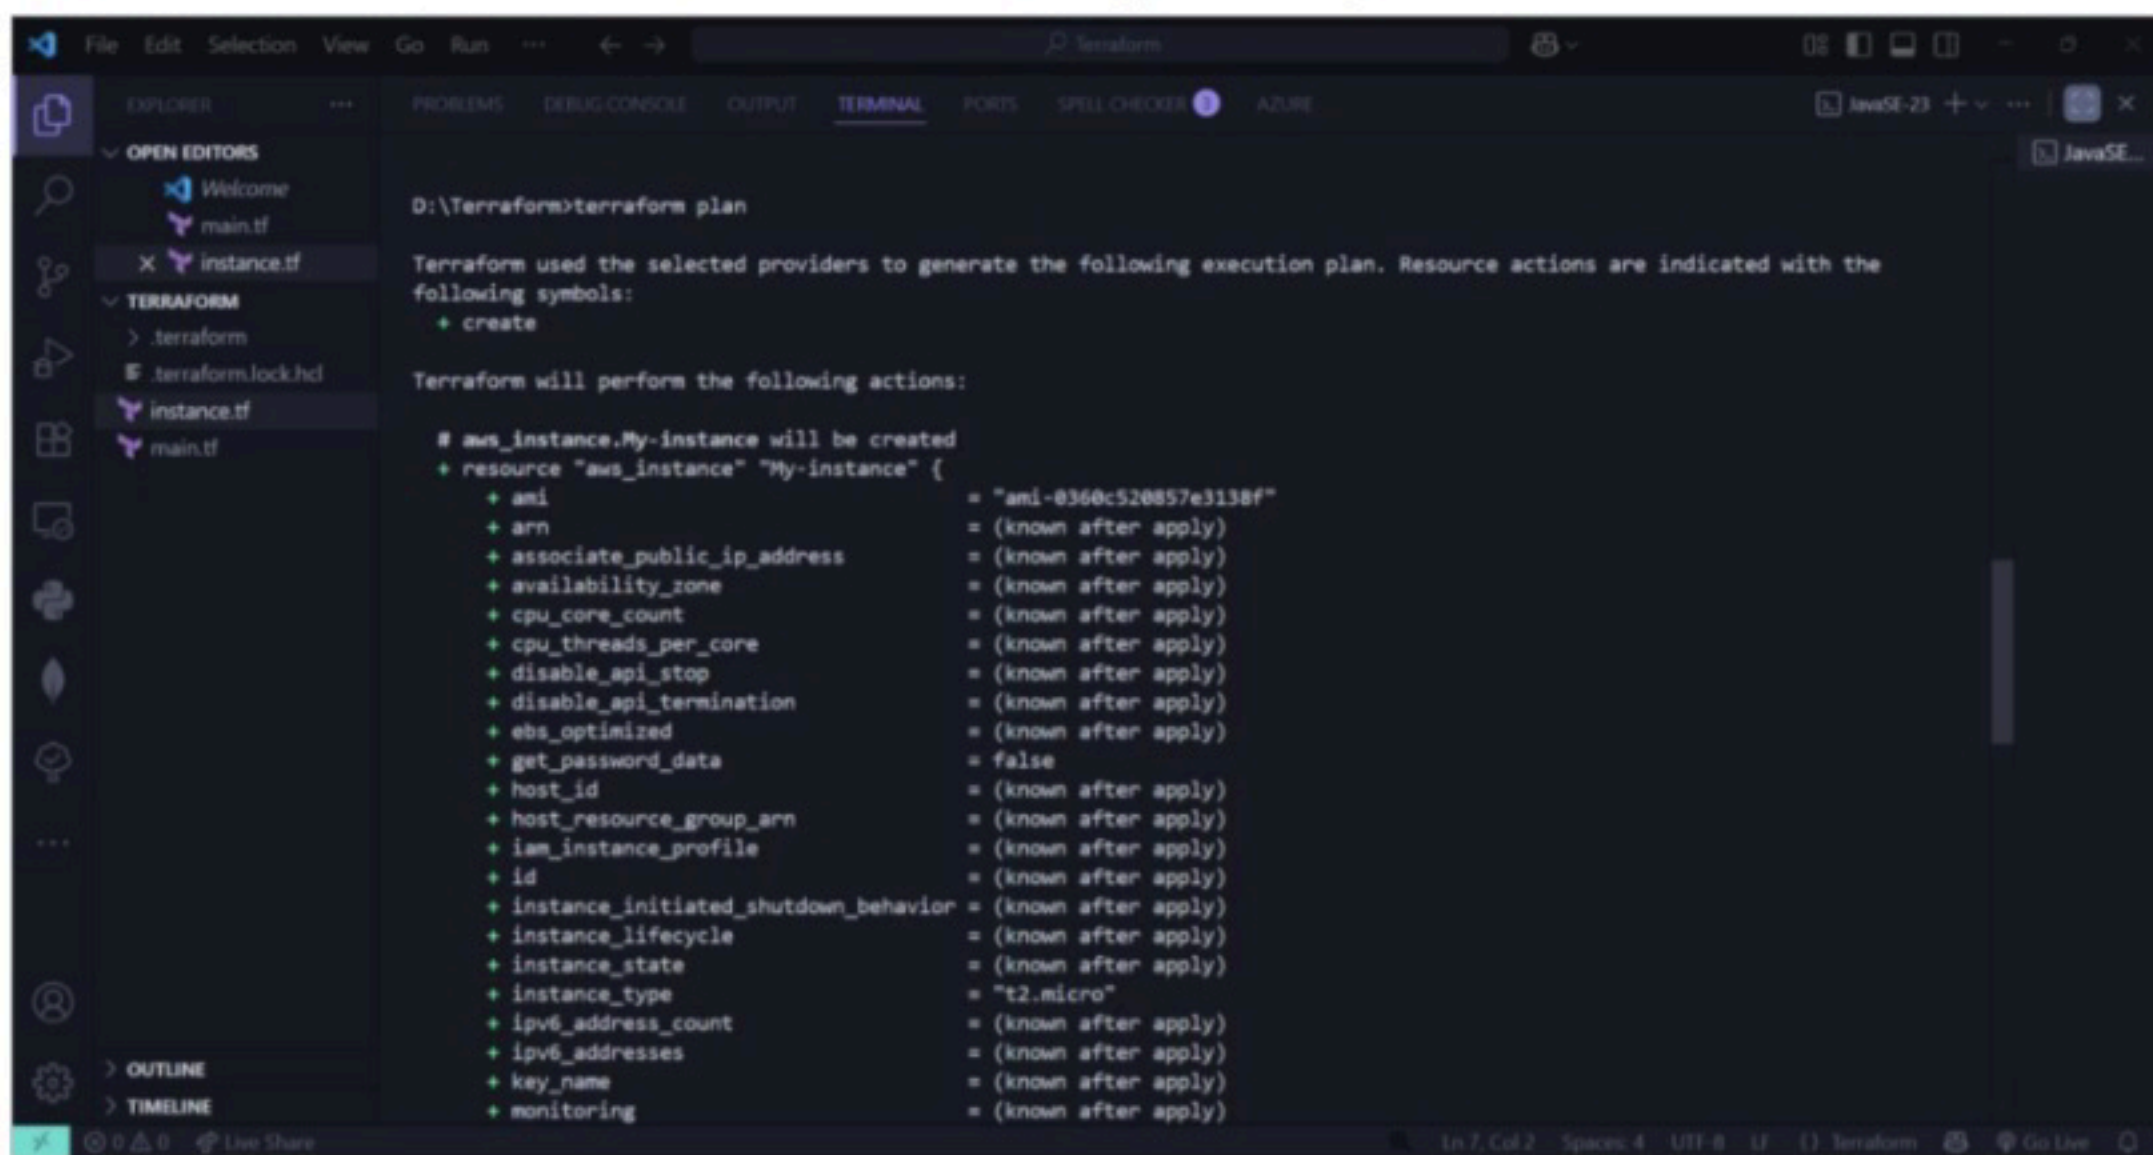 File Edit Selection View Go Run ··· ← → Terraform
EXPLORER ···
OPEN EDITORS
Welcome
main.tf
× instance.tf
TERRAFORM
> .terraform
.terraform.lock.hcl
instance.tf
main.tf
OUTLINE
TIMELINE
PROBLEMS DEBUG CONSOLE OUTPUT TERMINAL PORTS SPELL CHECKER 3 AZURE
JavaSE-23 + ··· ×
JavaSE...
D:\Terraform>terraform plan
Terraform used the selected providers to generate the following execution plan. Resource actions are indicated with the
following symbols:
+ create
Terraform will perform the following actions:
# aws_instance.My-instance will be created
+ resource "aws_instance" "My-instance" {
+ ami = "ami-0360c520857e3138f"
+ arn = (known after apply)
+ associate_public_ip_address = (known after apply)
+ availability_zone = (known after apply)
+ cpu_core_count = (known after apply)
+ cpu_threads_per_core = (known after apply)
+ disable_api_stop = (known after apply)
+ disable_api_termination = (known after apply)
+ ebs_optimized = (known after apply)
+ get_password_data = false
+ host_id = (known after apply)
+ host_resource_group_arn = (known after apply)
+ iam_instance_profile = (known after apply)
+ id = (known after apply)
+ instance_initiated_shutdown_behavior = (known after apply)
+ instance_lifecycle = (known after apply)
+ instance_state = (known after apply)
+ instance_type = "t2.micro"
+ ipv6_address_count = (known after apply)
+ ipv6_addresses = (known after apply)
+ key_name = (known after apply)
+ monitoring = (known after apply)
0 0 Live Share Ln 7, Col 2 Spaces: 4 UTF-8 LF {} Terraform Go Live